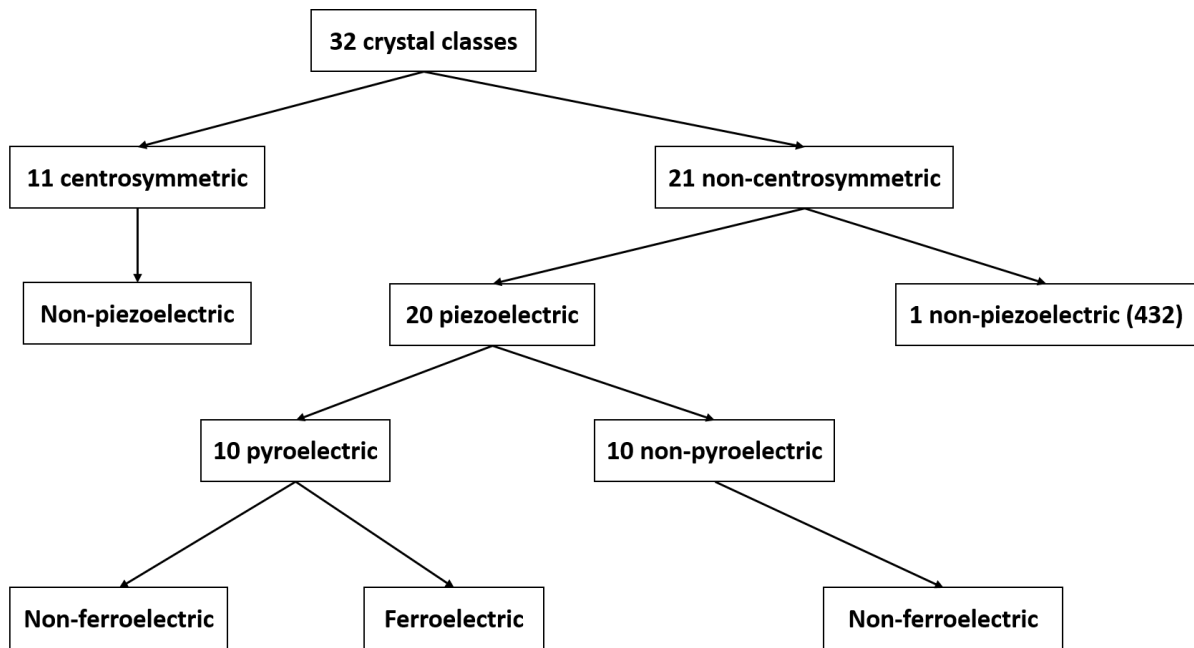 32 crystal classes
11 centrosymmetric
21 non-centrosymmetric
Non-piezoelectric
20 piezoelectric
1 non-piezoelectric (432)
10 pyroelectric
10 non-pyroelectric
Non-ferroelectric
Ferroelectric
Non-ferroelectric